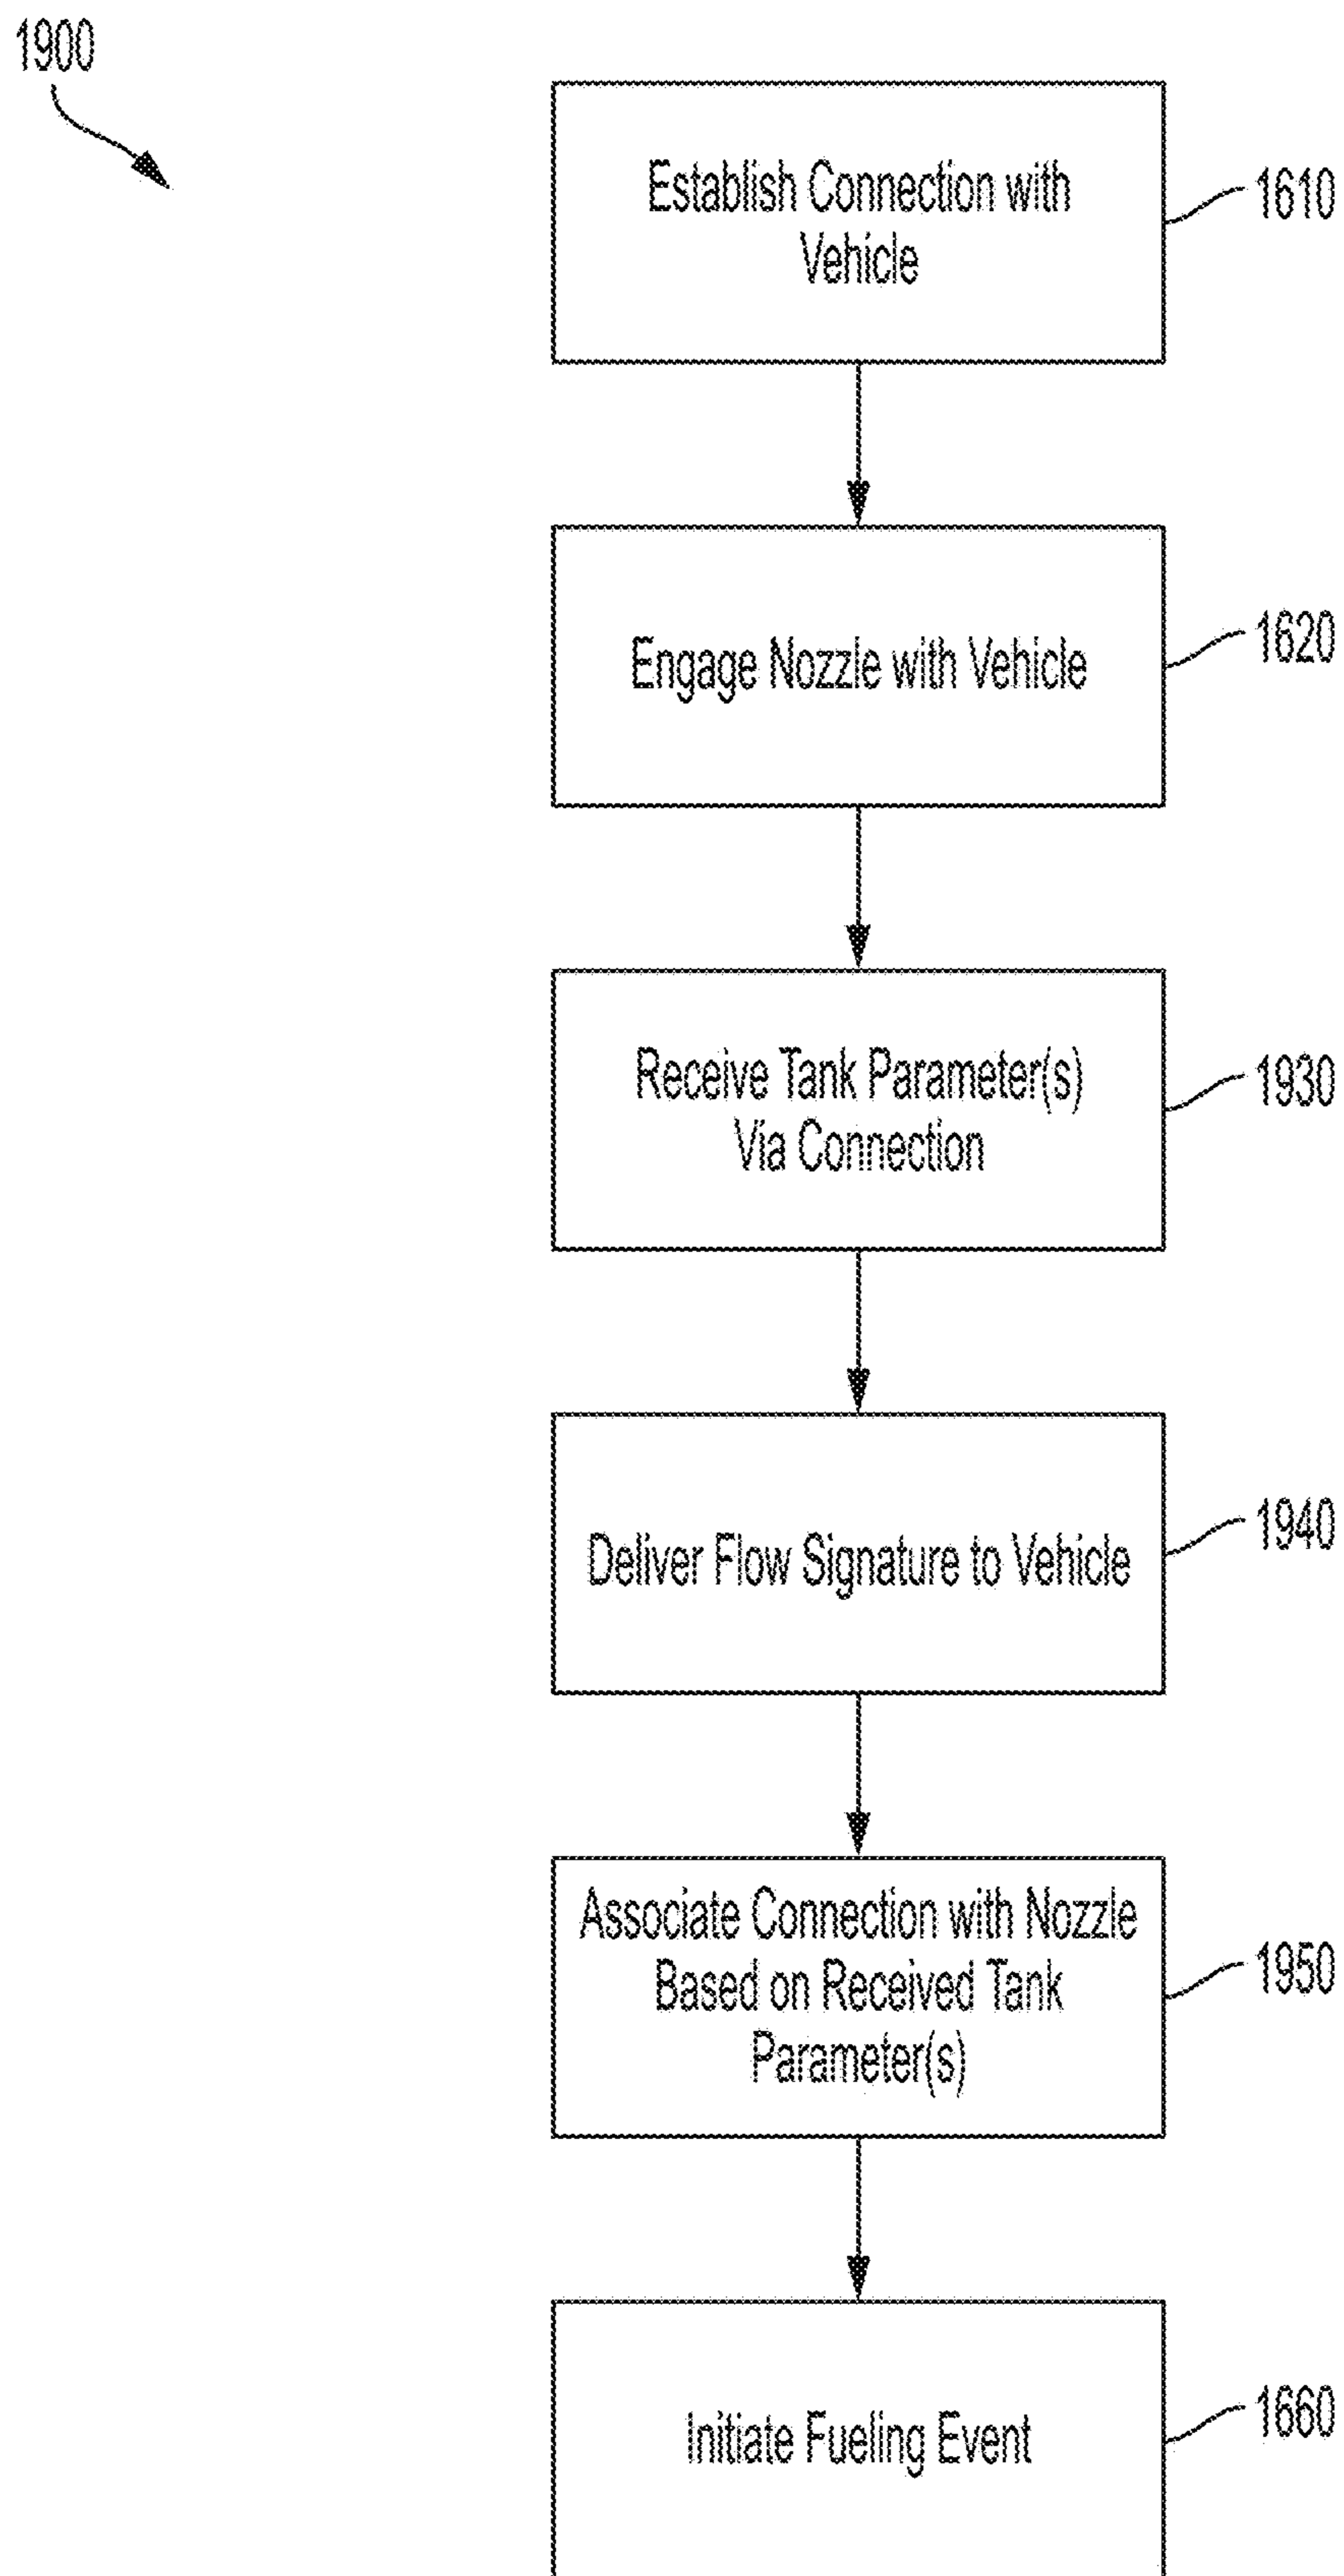 1900
Establish Connection with
Vehicle
1610
Engage Nozzle with Vehicle
1620
Receive Tank Parameter(s)
Via Connection
1930
Deliver Flow Signature to Vehicle
1940
Associate Connection with Nozzle
Based on Received Tank
Parameter(s)
1950
Initiate Fueling Event
1660